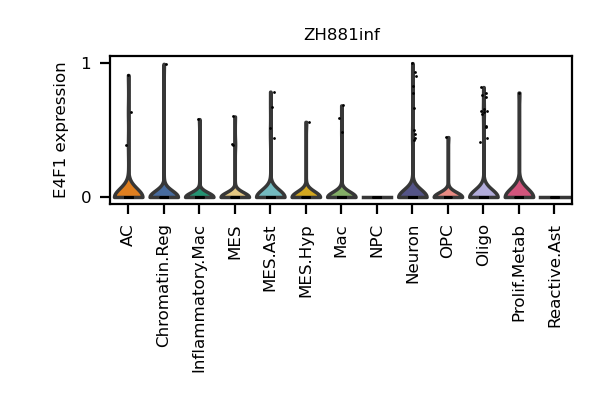 ZH881inf
E4F1 expression
1
0
AC
Chromatin.Reg
Inflammatory.Mac
MES
MES.Ast
MES.Hyp
Mac
NPC
Neuron
OPC
Oligo
Prolif.Metab
Reactive.Ast